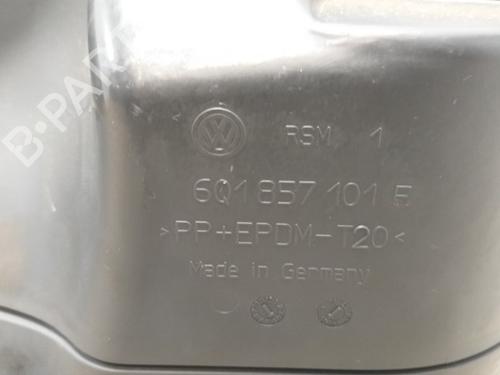 B-PARTS
RSM 1
6Q1 857 101 E
>PP+EPDM-T20<
Made in Germany